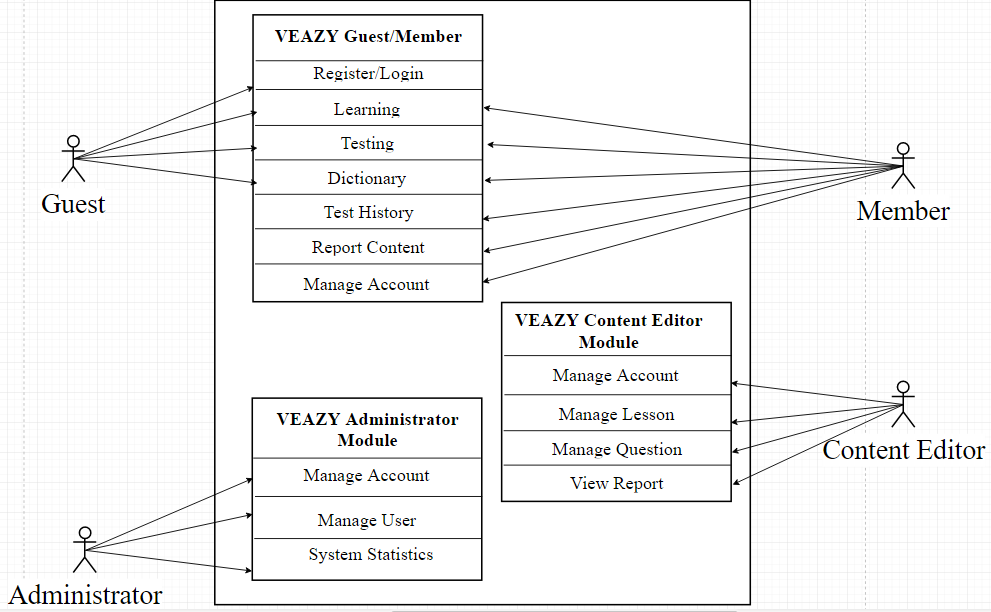 VEAZY Guest/Member
Register/Login
Learning
Testing
Dictionary
Test History
Report Content
Manage Account
Guest
Member
VEAZY Content Editor
Module
Manage Account
Manage Lesson
Manage Question
View Report
Content Editor
VEAZY Administrator
Module
Manage Account
Manage User
System Statistics
Administrator